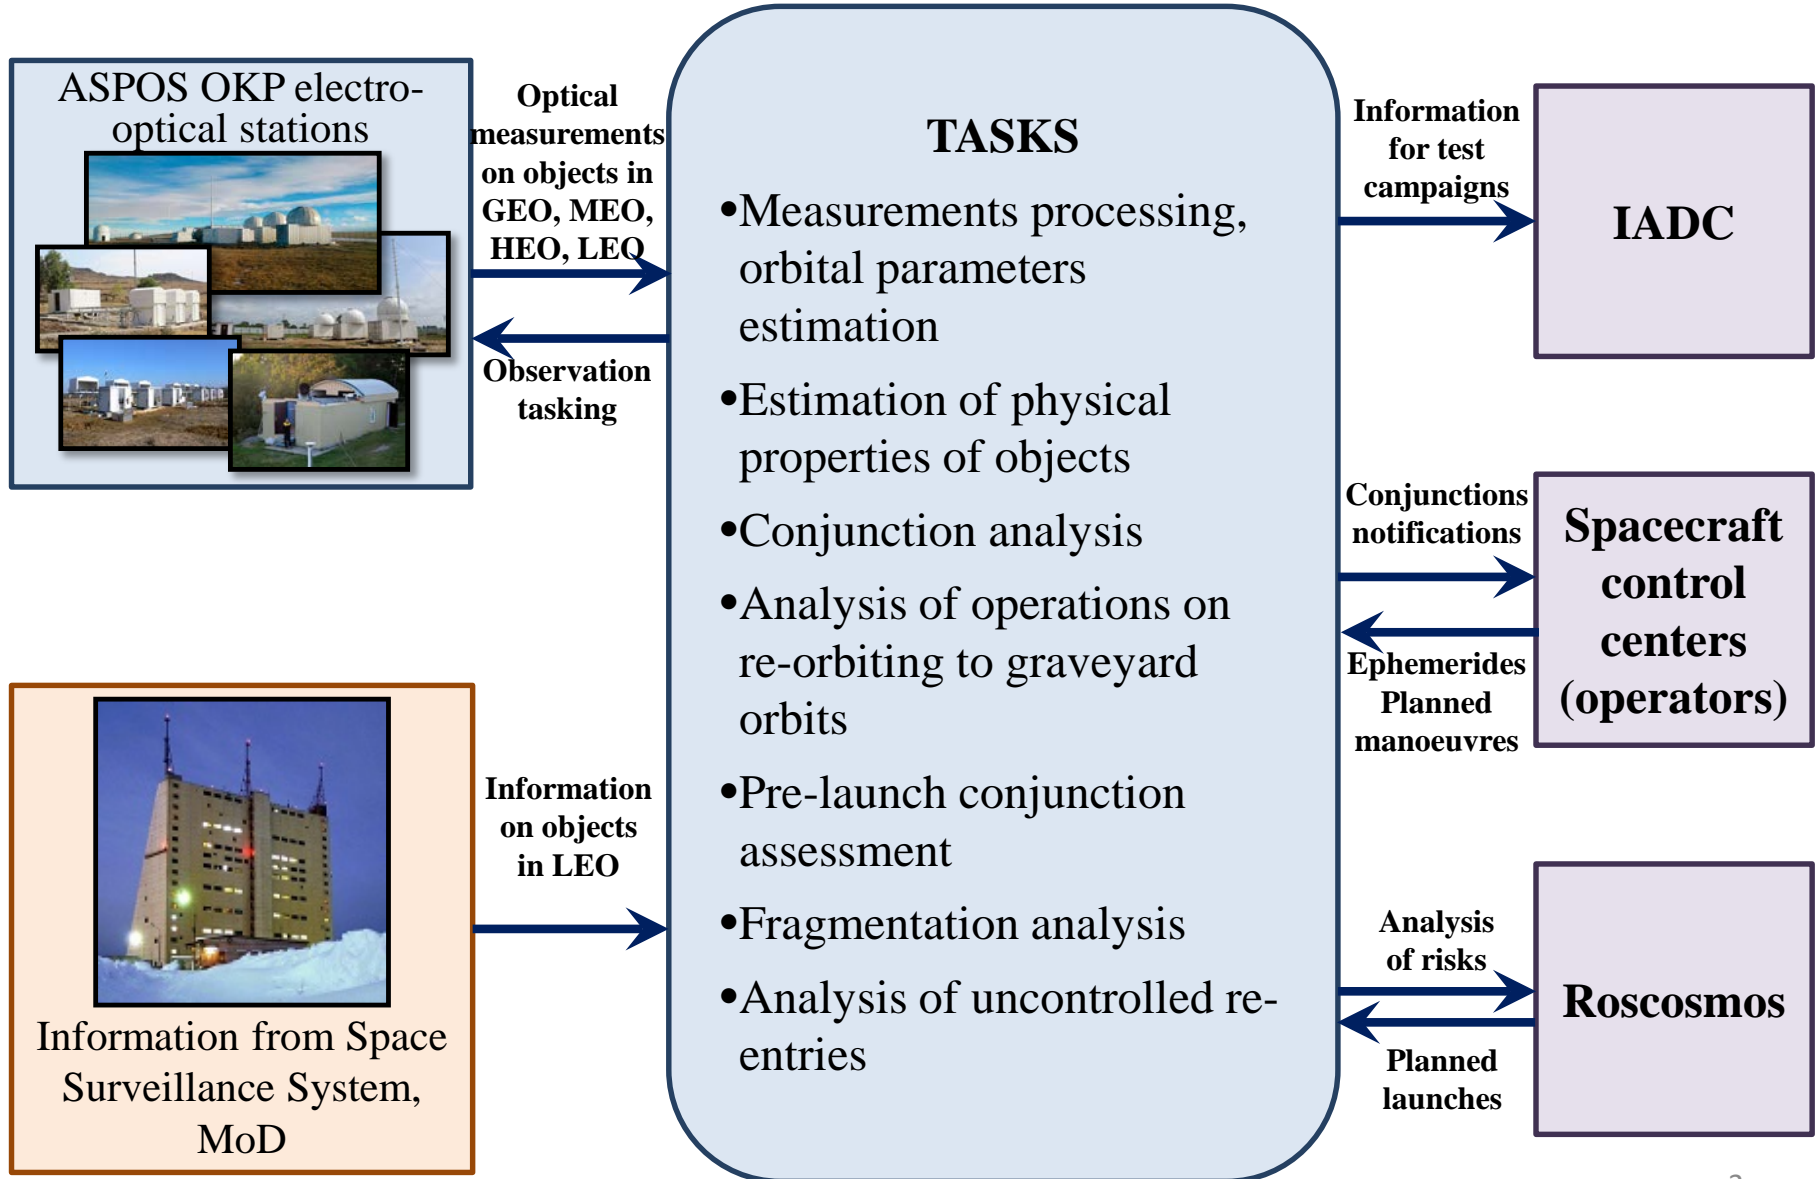 ASPOS OKP electro-
optical stations
Optical
measurements
on objects in
GEO, MEO,
HEO, LEO
Observation
tasking
Information from Space
Surveillance System,
MoD
Information
on objects
in LEO
TASKS
•Measurements processing,
orbital parameters
estimation
•Estimation of physical
properties of objects
•Conjunction analysis
•Analysis of operations on
re-orbiting to graveyard
orbits
•Pre-launch conjunction
assessment
•Fragmentation analysis
•Analysis of uncontrolled re-
entries
Information
for test
campaigns
IADC
Conjunctions
notifications
Ephemerides
Planned
manoeuvres
Spacecraft
control
centers
(operators)
Analysis
of risks
Planned
launches
Roscosmos